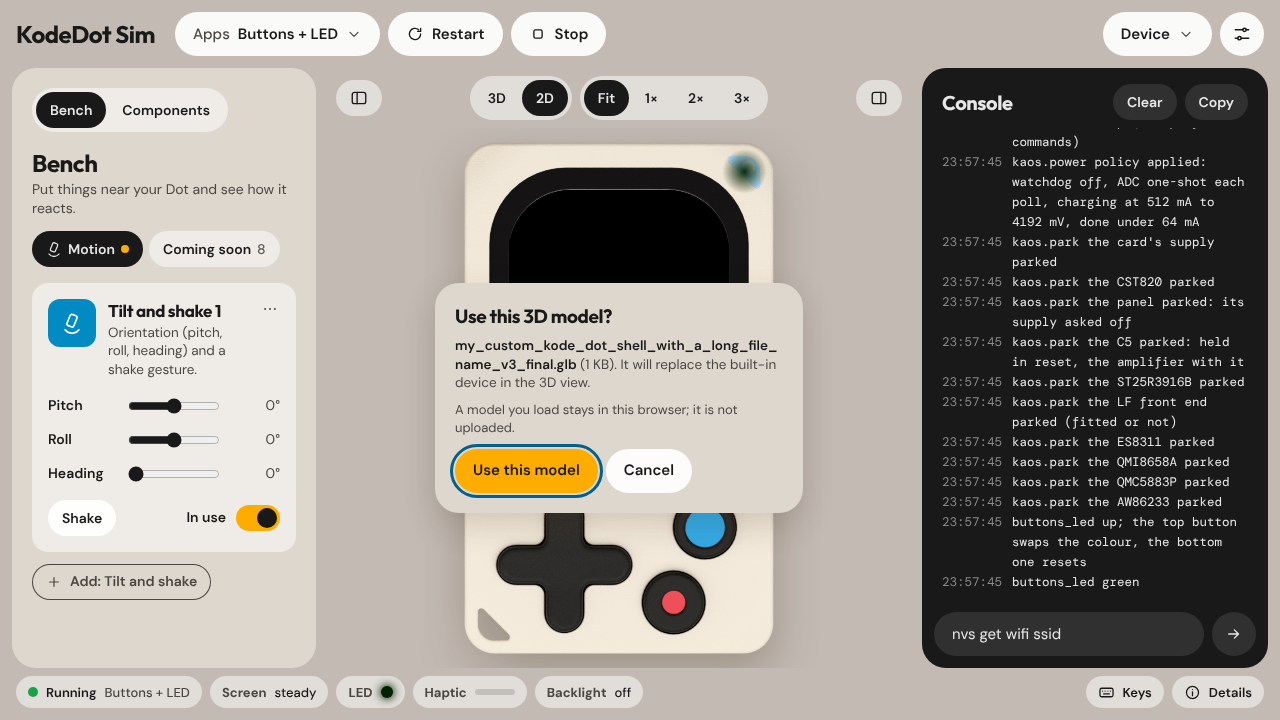 KodeDot Sim
Apps Buttons + LED
Restart
Stop
Device
Bench
Components
Bench
Put things near your Dot and see how it
reacts.
Motion
Coming soon 8
Tilt and shake 1
...
Orientation (pitch,
roll, heading) and a
shake gesture.
Pitch 0°
Roll 0°
Heading 0°
Shake
In use
+ Add: Tilt and shake
3D
2D
Fit
1×
2×
3×
Use this 3D model?
my_custom_kode_dot_shell_with_a_long_file_
name_v3_final.glb (1 KB). It will replace the built-in
device in the 3D view.
A model you load stays in this browser; it is not
uploaded.
Use this model
Cancel
Console
Clear
Copy
commands)
23:57:45 kaos.power policy applied:
watchdog off, ADC one-shot each
poll, charging at 512 mA to
4192 mV, done under 64 mA
23:57:45 kaos.park the card's supply
parked
23:57:45 kaos.park the CST820 parked
23:57:45 kaos.park the panel parked: its
supply asked off
23:57:45 kaos.park the C5 parked: held
in reset, the amplifier with it
23:57:45 kaos.park the ST25R3916B parked
23:57:45 kaos.park the LF front end
parked (fitted or not)
23:57:45 kaos.park the ES8311 parked
23:57:45 kaos.park the QMI8658A parked
23:57:45 kaos.park the QMC5883P parked
23:57:45 kaos.park the AW86233 parked
23:57:45 buttons_led up; the top button
swaps the colour, the bottom
one resets
23:57:45 buttons_led green
nvs get wifi ssid
Running Buttons + LED
Screen steady
LED
Haptic
Backlight off
Keys
Details